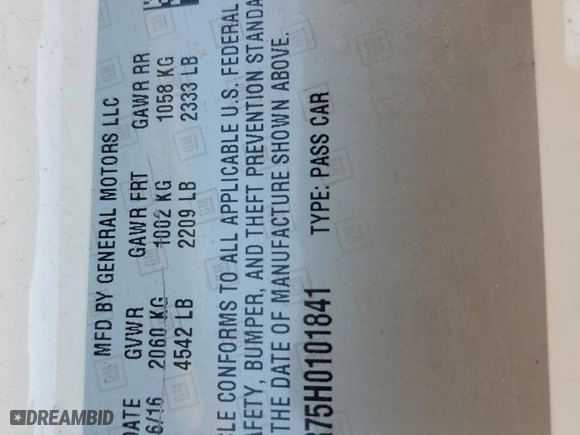 MFD BY GENERAL MOTORS LLC
DATE GVWR GAWR FRT GAWR RR
6/16 2060 KG 1002 KG 1058 KG
4542 LB 2209 LB 2333 LB
CLE CONFORMS TO ALL APPLICABLE U.S. FEDERAL
AFETY, BUMPER, AND THEFT PREVENTION STANDA
THE DATE OF MANUFACTURE SHOWN ABOVE.
R75H0101841 TYPE: PASS CAR
DREAMBID